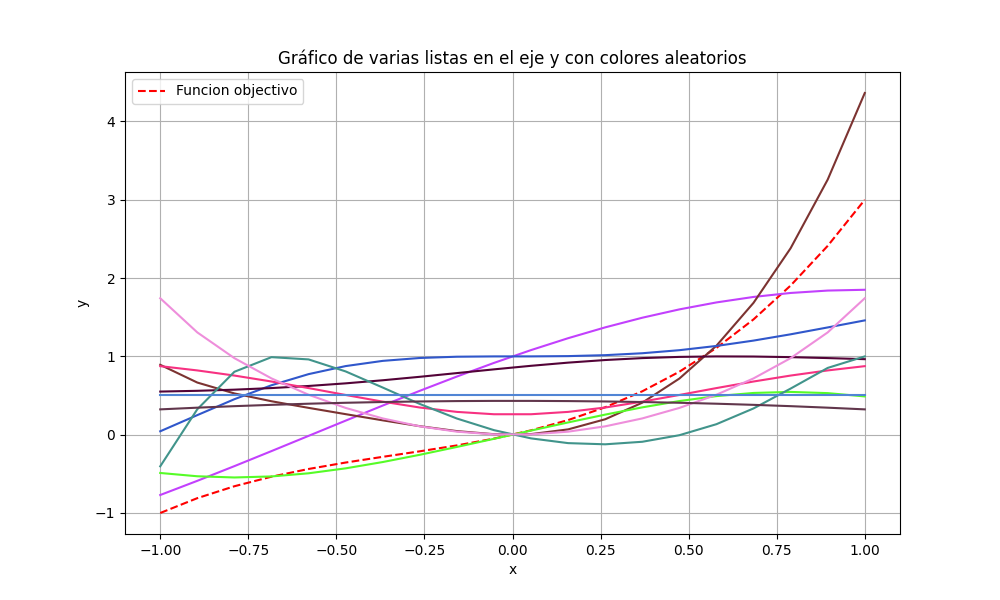 Gráfico de varias listas en el eje y con colores aleatorios
Funcion objectivo
4
3
2
1
0
−1
y
−1.00 −0.75 −0.50 −0.25 0.00 0.25 0.50 0.75 1.00
x